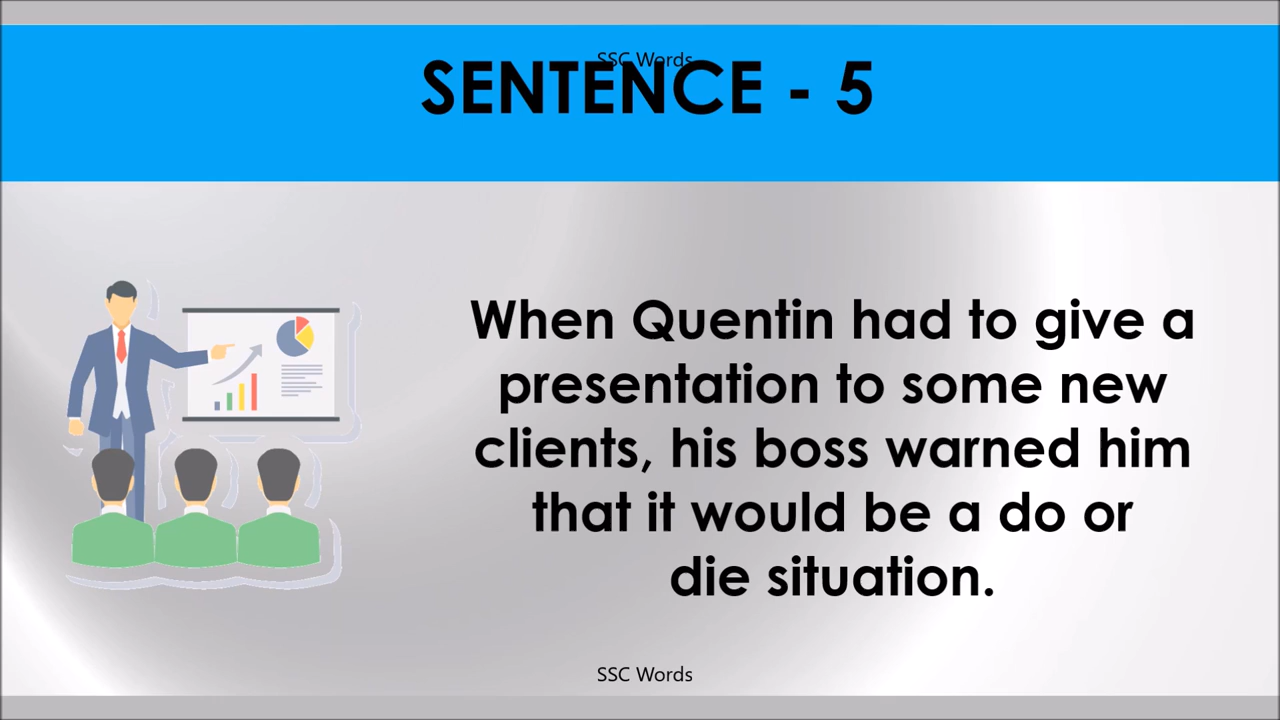 SSC Words
SENTENCE - 5
When Quentin had to give a
presentation to some new
clients, his boss warned him
that it would be a do or
die situation.
SSC Words